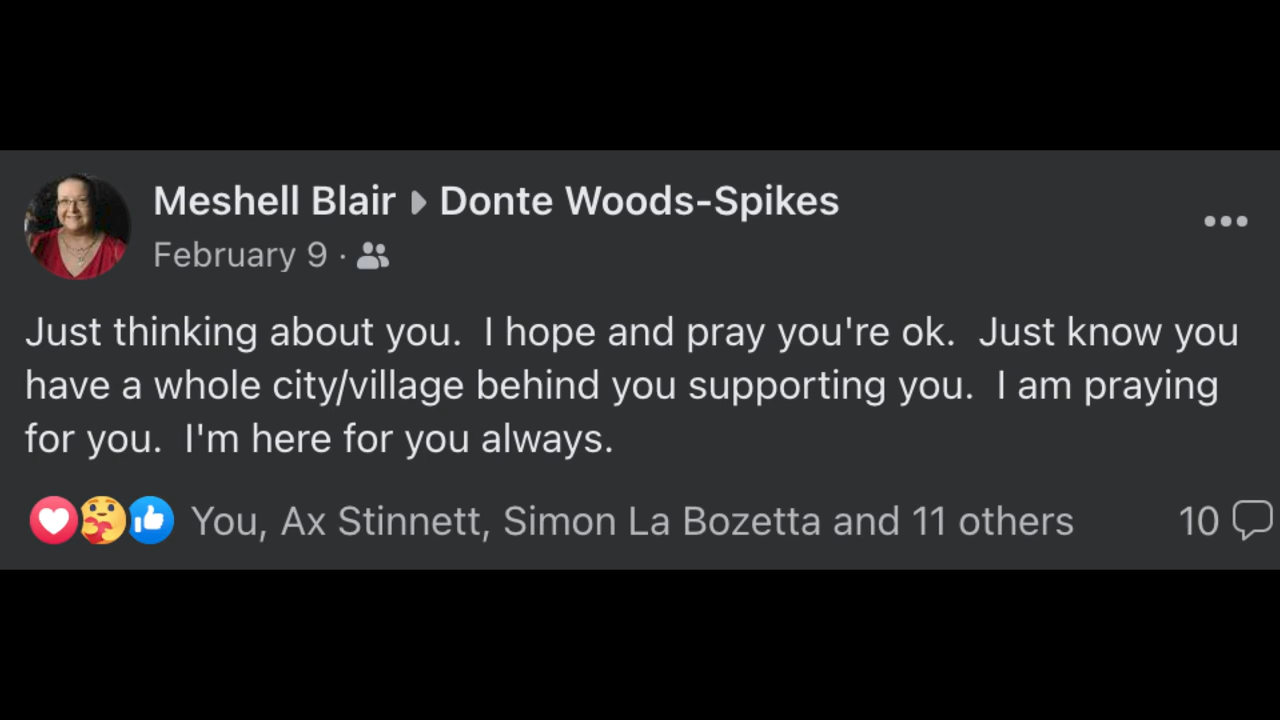 Meshell Blair ▸ Donte Woods-Spikes
February 9 ·
Just thinking about you.  I hope and pray you're ok.  Just know you
have a whole city/village behind you supporting you.  I am praying
for you.  I'm here for you always.
You, Ax Stinnett, Simon La Bozetta and 11 others 10